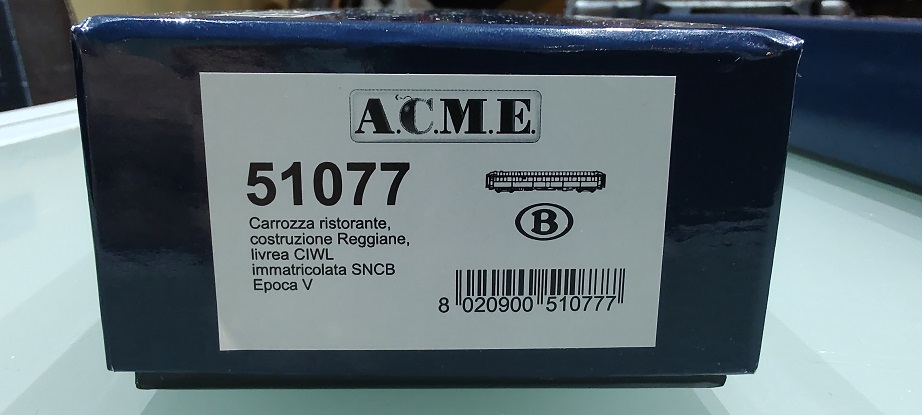 A.C.M.E.
51077
Carrozza ristorante,
costruzione Reggiane,
livrea CIWL
immatricolata SNCB
Epoca V
B
8 020900 510777